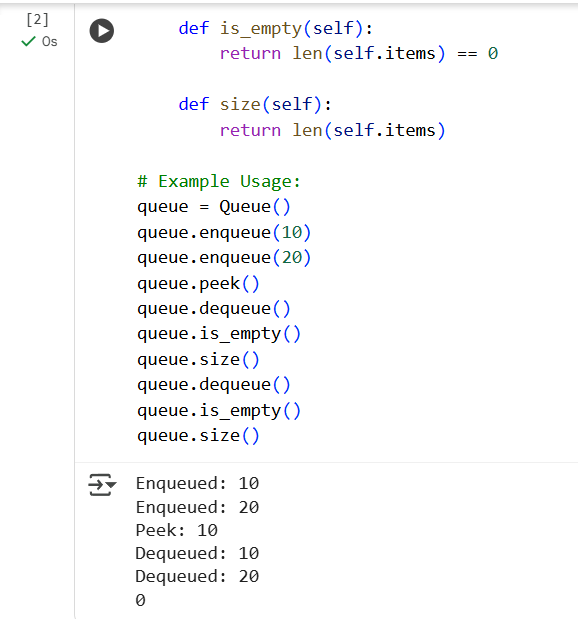 [2]
0s
def is_empty(self):
return len(self.items) == 0
def size(self):
return len(self.items)
# Example Usage:
queue = Queue()
queue.enqueue(10)
queue.enqueue(20)
queue.peek()
queue.dequeue()
queue.is_empty()
queue.size()
queue.dequeue()
queue.is_empty()
queue.size()
Enqueued: 10
Enqueued: 20
Peek: 10
Dequeued: 10
Dequeued: 20
0